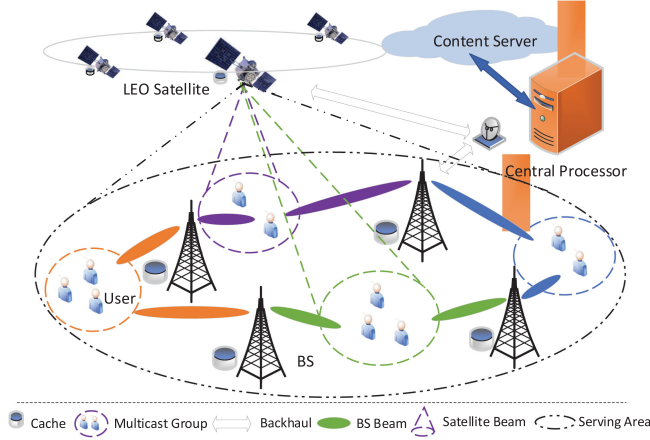 Content Server
LEO Satellite
Central Processor
User
BS
Cache
Multicast Group
Backhaul
BS Beam
Satellite Beam
Serving Area